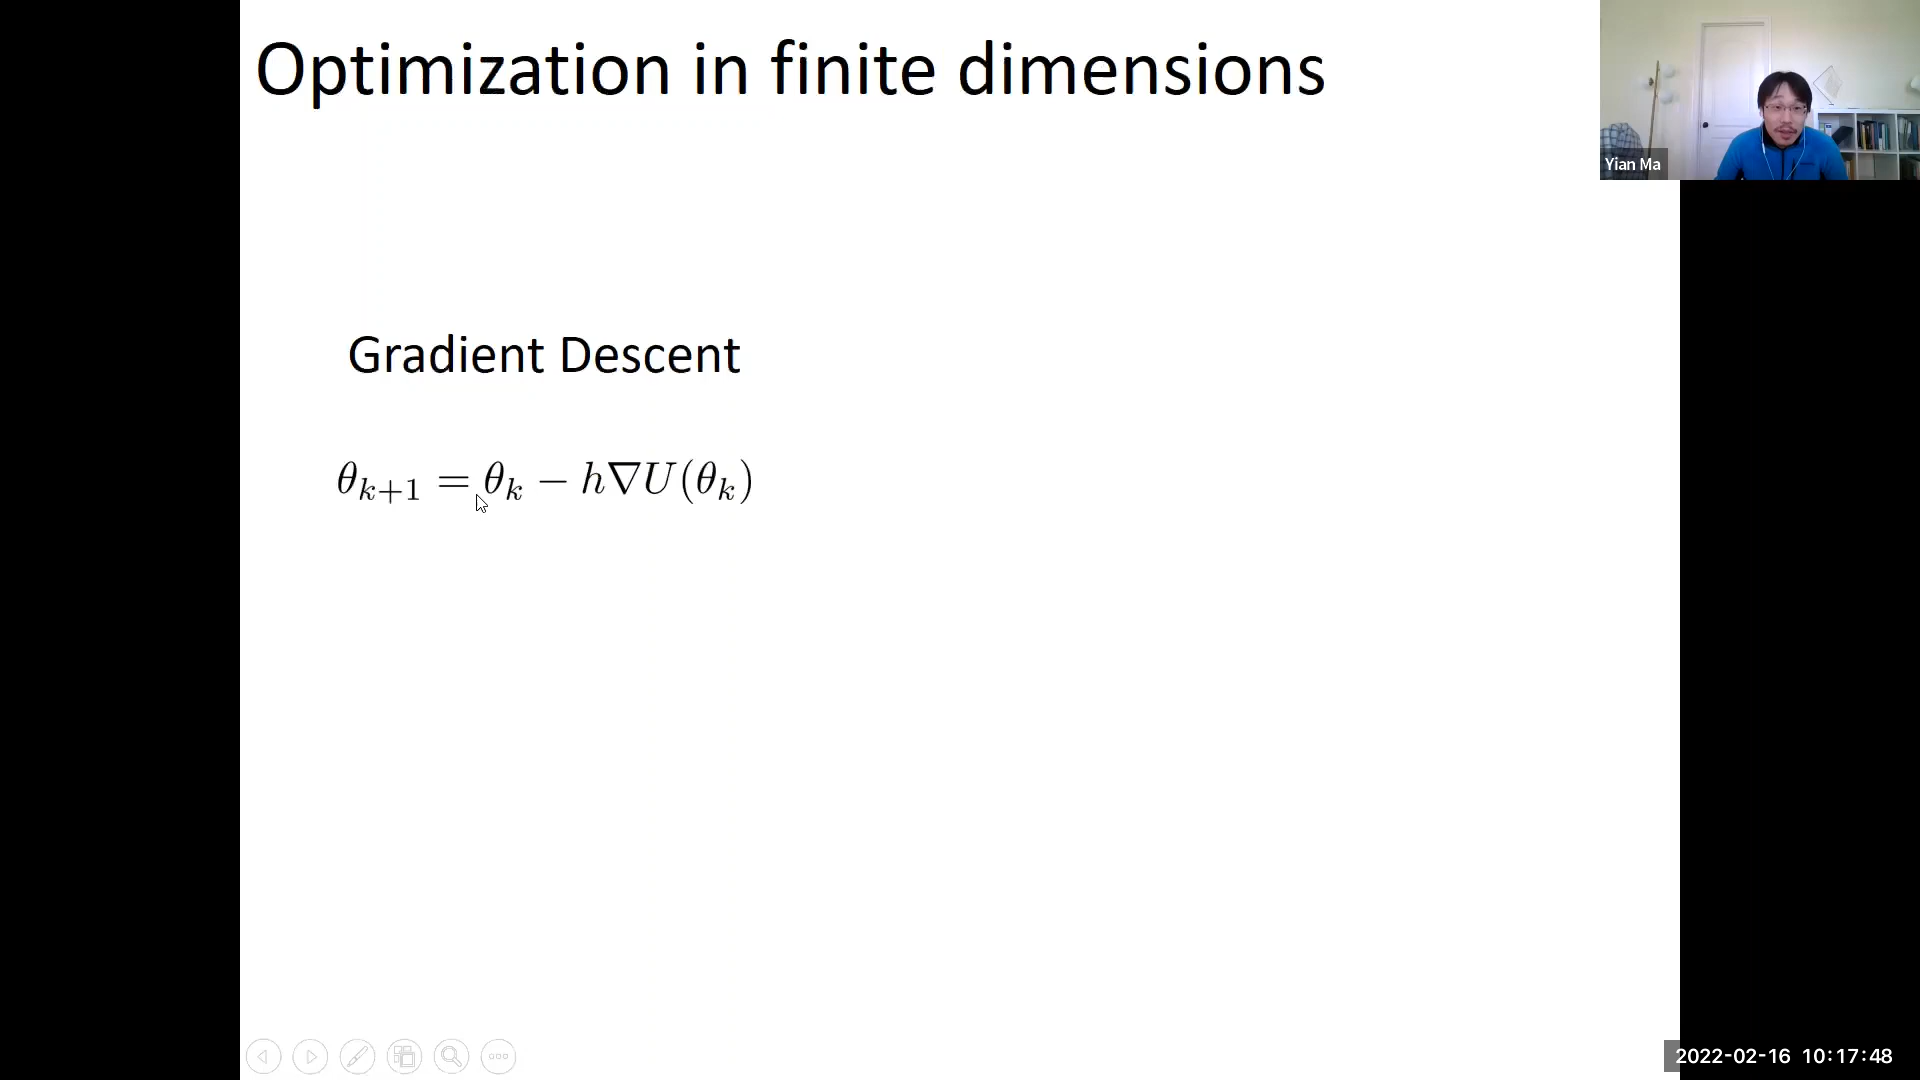 Optimization in finite dimensions
Yian Ma
Gradient Descent
θ_{k+1} = θ_k − h∇U(θ_k)
2022-02-16 10:17:48